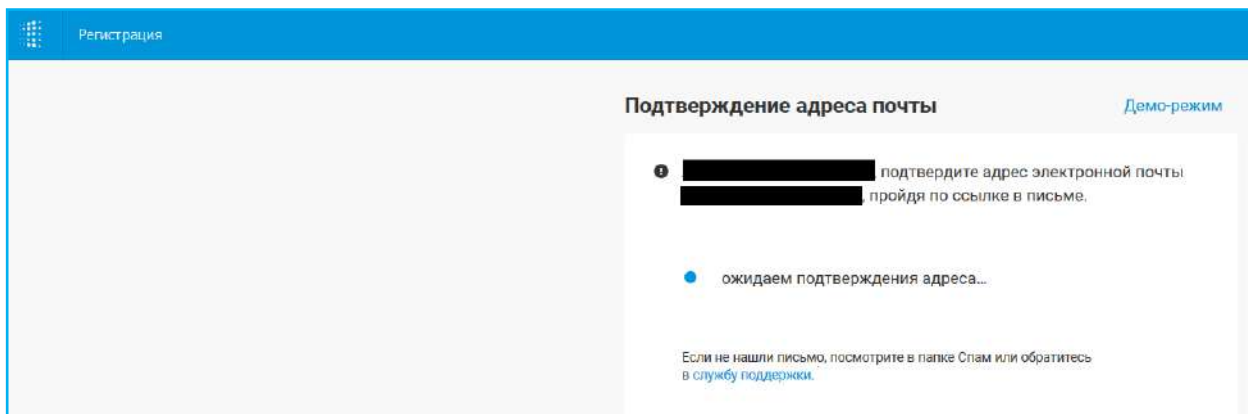 Регистрация
Подтверждение адреса почты
Демо-режим
, подтвердите адрес электронной почты
, пройдя по ссылке в письме.
ожидаем подтверждения адреса...
Если не нашли письмо, посмотрите в папке Спам или обратитесь
в службу поддержки.